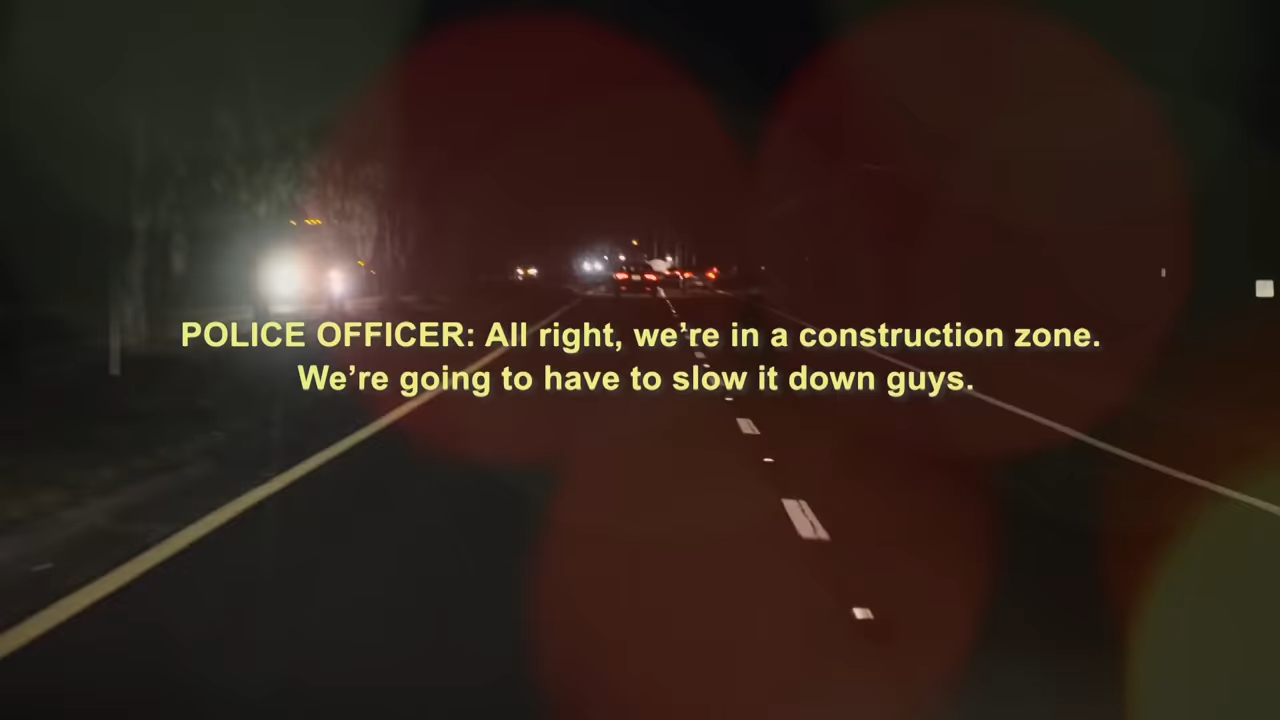 POLICE OFFICER: All right, we’re in a construction zone.
We’re going to have to slow it down guys.